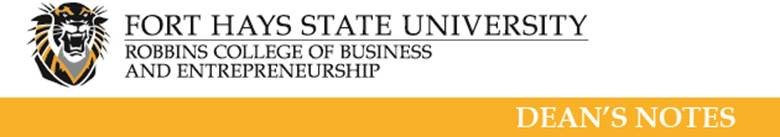 FORT HAYS STATE UNIVERSITY
ROBBINS COLLEGE OF BUSINESS
AND ENTREPRENEURSHIP
DEAN'S NOTES